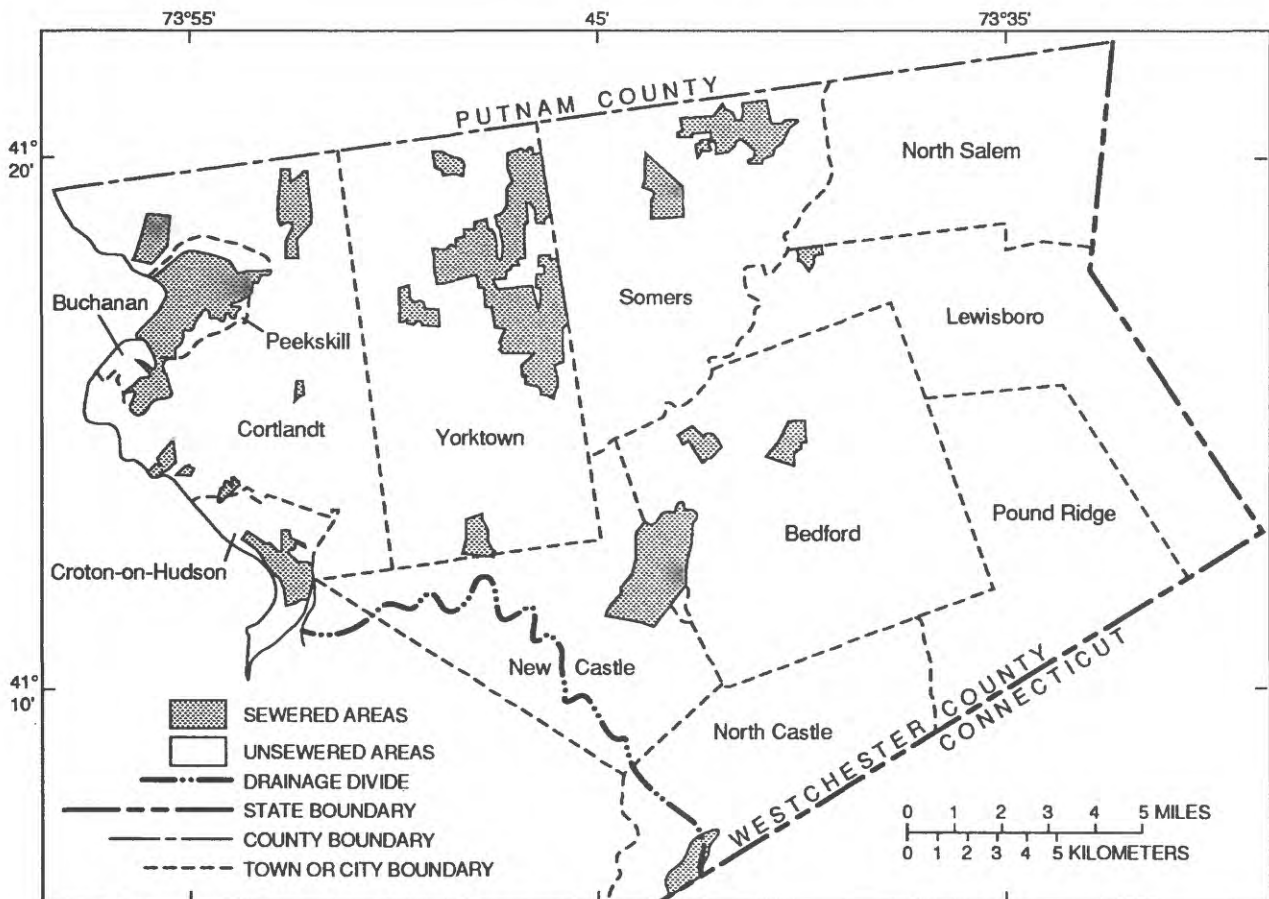 73°55'
45'
73°35'
PUTNAM COUNTY
41°
20'
North Salem
Buchanan
Somers
Lewisboro
Peekskill
Cortlandt
Yorktown
Bedford
Pound Ridge
Croton-on-Hudson
New Castle
41°
10'
North Castle
WESTCHESTER COUNTY
CONNECTICUT
SEWERED AREAS
UNSEWERED AREAS
DRAINAGE DIVIDE
STATE BOUNDARY
COUNTY BOUNDARY
TOWN OR CITY BOUNDARY
0 1 2 3 4 5 MILES
0 1 2 3 4 5 KILOMETERS